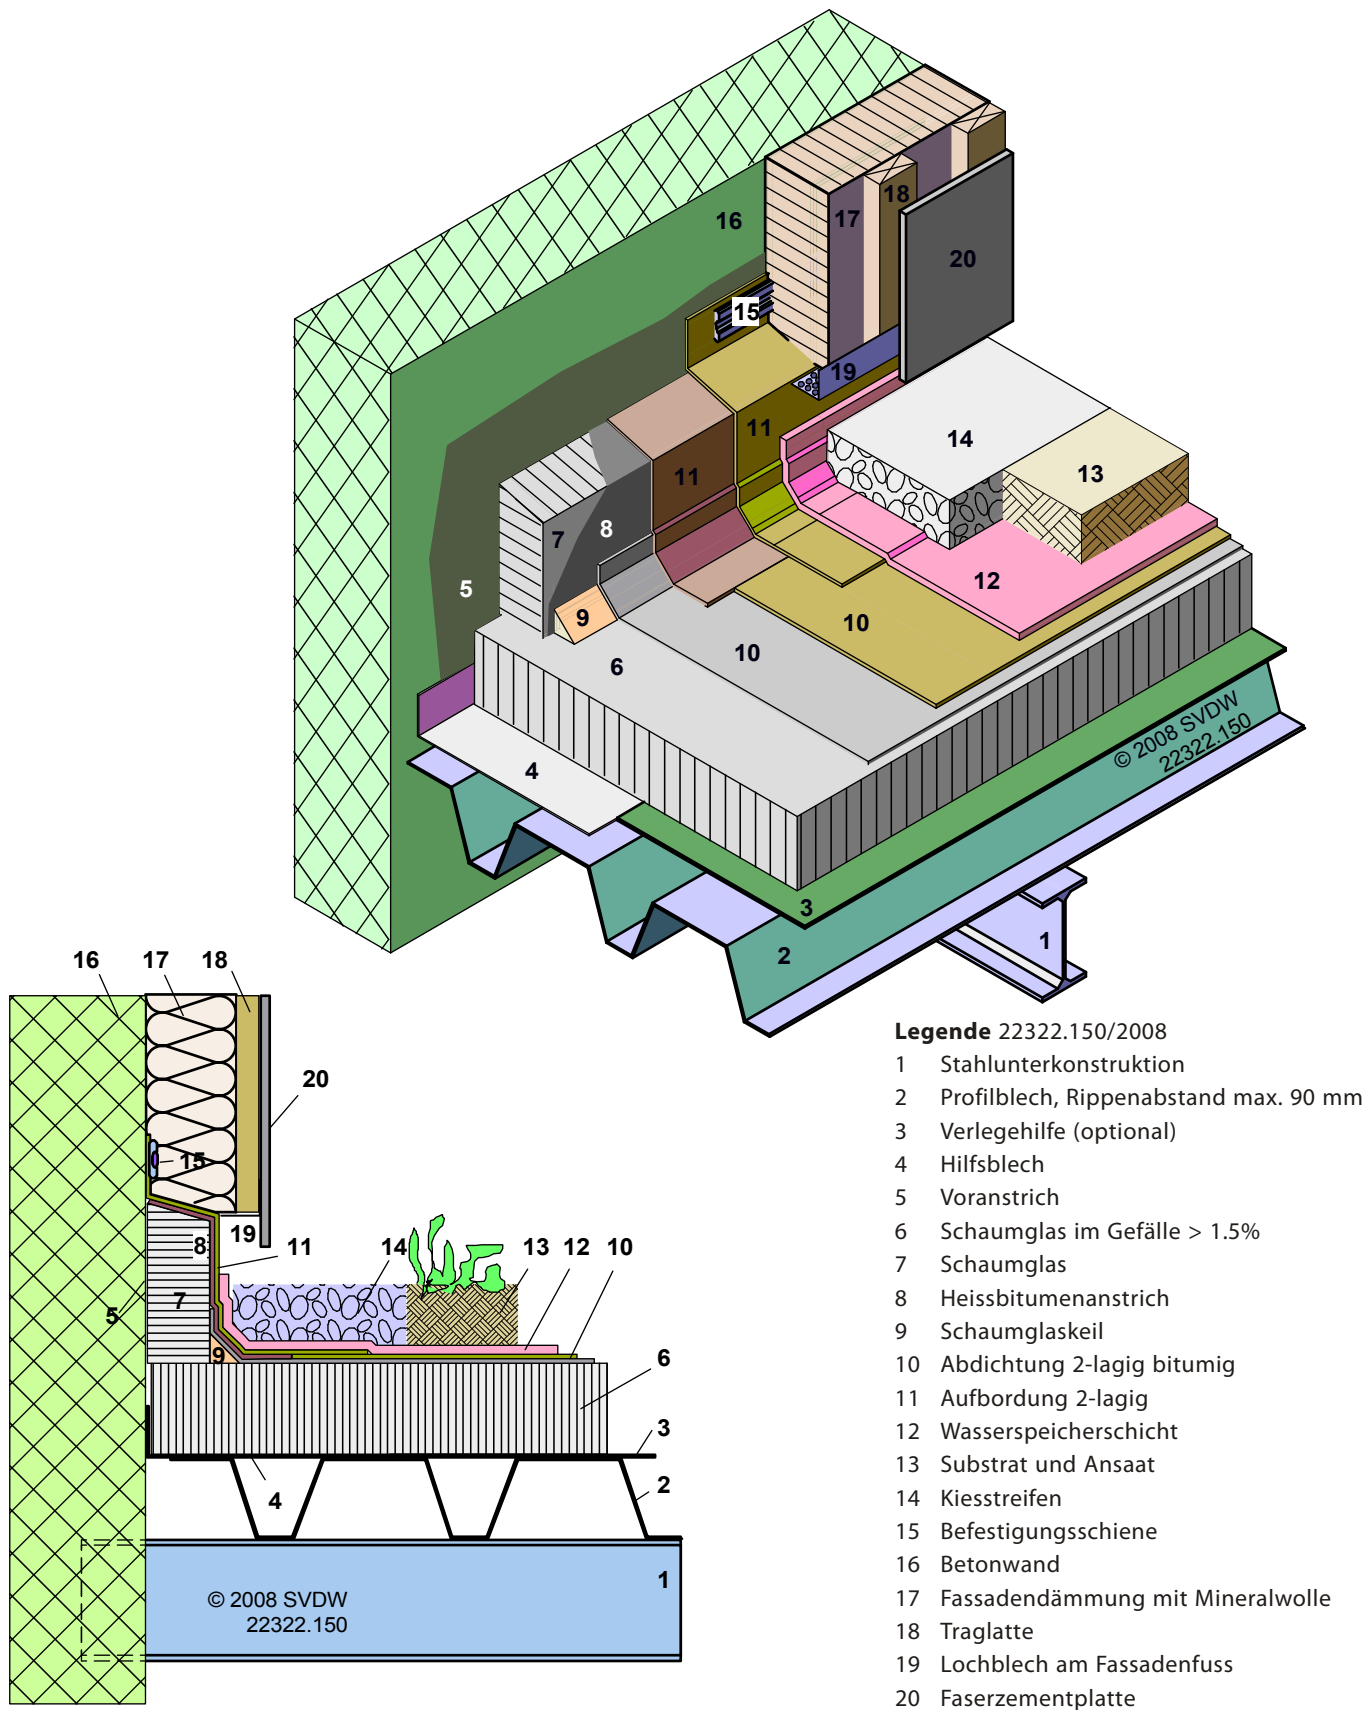 16
17
18
20
15
19
11
14
11
13
8
7
12
5
9
10
10
6
© 2008 SVDW
22322.150
4
3
1
2
16
17
18
20
15
19
8
11
14
13
12
10
7
5
9
6
3
4
2
1
© 2008 SVDW
22322.150
Legende 22322.150/2008
1 Stahlunterkonstruktion
2 Profilblech, Rippenabstand max. 90 mm
3 Verlegehilfe (optional)
4 Hilfsblech
5 Voranstrich
6 Schaumglas im Gefälle > 1.5%
7 Schaumglas
8 Heissbitumenanstrich
9 Schaumglaskeil
10 Abdichtung 2-lagig bitumig
11 Aufbordung 2-lagig
12 Wasserspeicherschicht
13 Substrat und Ansaat
14 Kiesstreifen
15 Befestigungsschiene
16 Betonwand
17 Fassadendämmung mit Mineralwolle
18 Traglatte
19 Lochblech am Fassadenfuss
20 Faserzementplatte